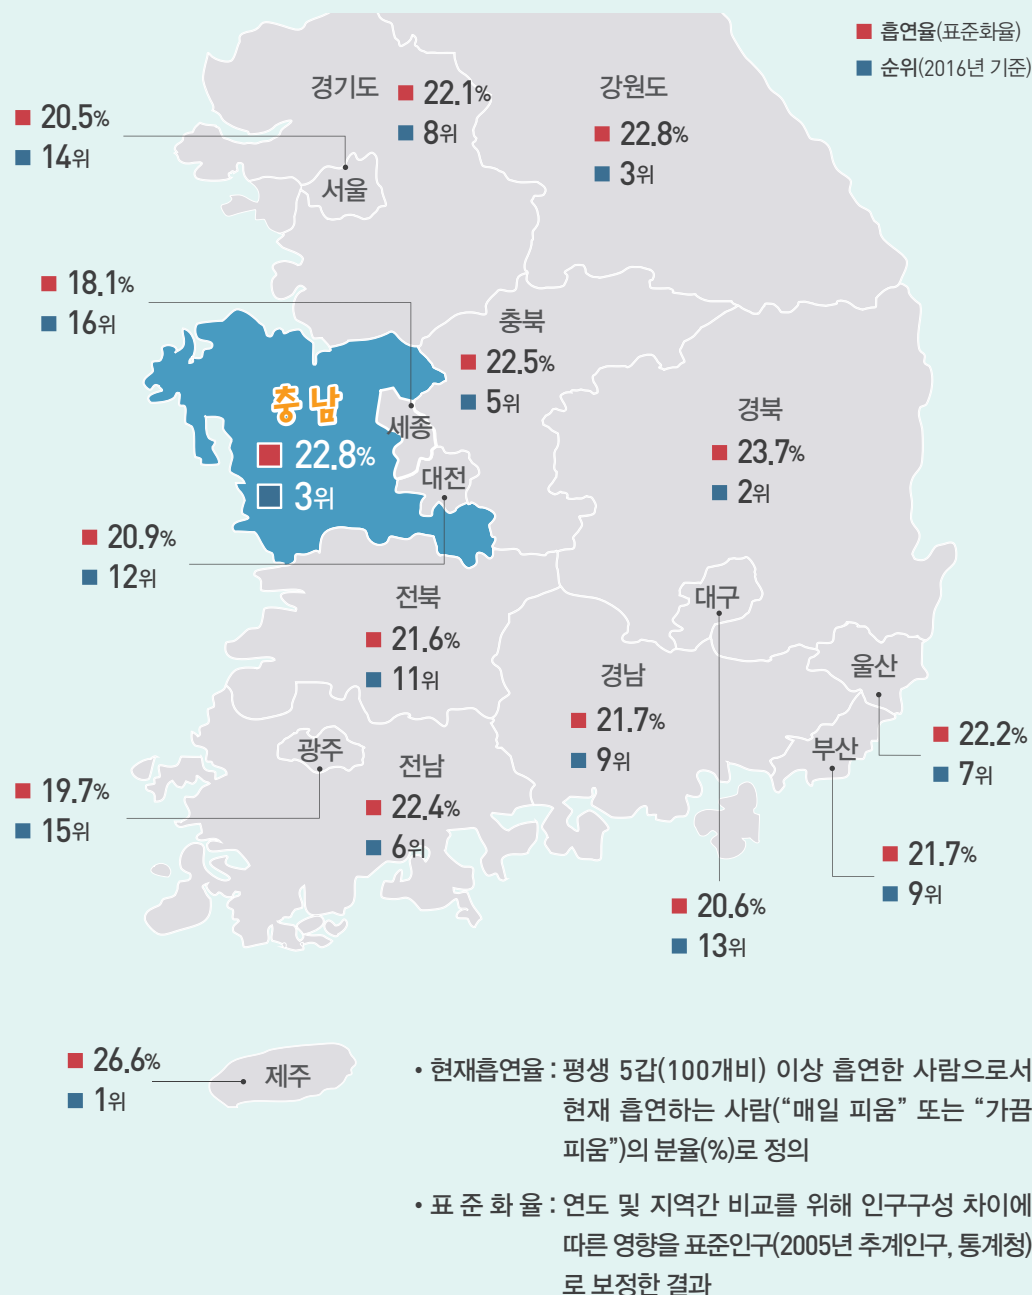 ■ 흡연율(표준화율)
■ 순위(2016년 기준)
경기도
■ 22.1%
■ 8위
강원도
■ 22.8%
■ 3위
■ 20.5%
■ 14위
서울
■ 18.1%
■ 16위
충북
■ 22.5%
■ 5위
충남
■ 22.8%
■ 3위
세종
대전
경북
■ 23.7%
■ 2위
■ 20.9%
■ 12위
전북
■ 21.6%
■ 11위
대구
울산
경남
■ 21.7%
■ 9위
부산
■ 22.2%
■ 7위
광주
전남
■ 22.4%
■ 6위
■ 19.7%
■ 15위
■ 21.7%
■ 9위
■ 20.6%
■ 13위
■ 26.6%
■ 1위
제주
• 현재흡연율 : 평생 5갑(100개비) 이상 흡연한 사람으로서
현재 흡연하는 사람(“매일 피움” 또는 “가끔
피움”)의 분율(%)로 정의
• 표 준 화 율 : 연도 및 지역간 비교를 위해 인구구성 차이에
따른 영향을 표준인구(2005년 추계인구, 통계청)
로 보정한 결과